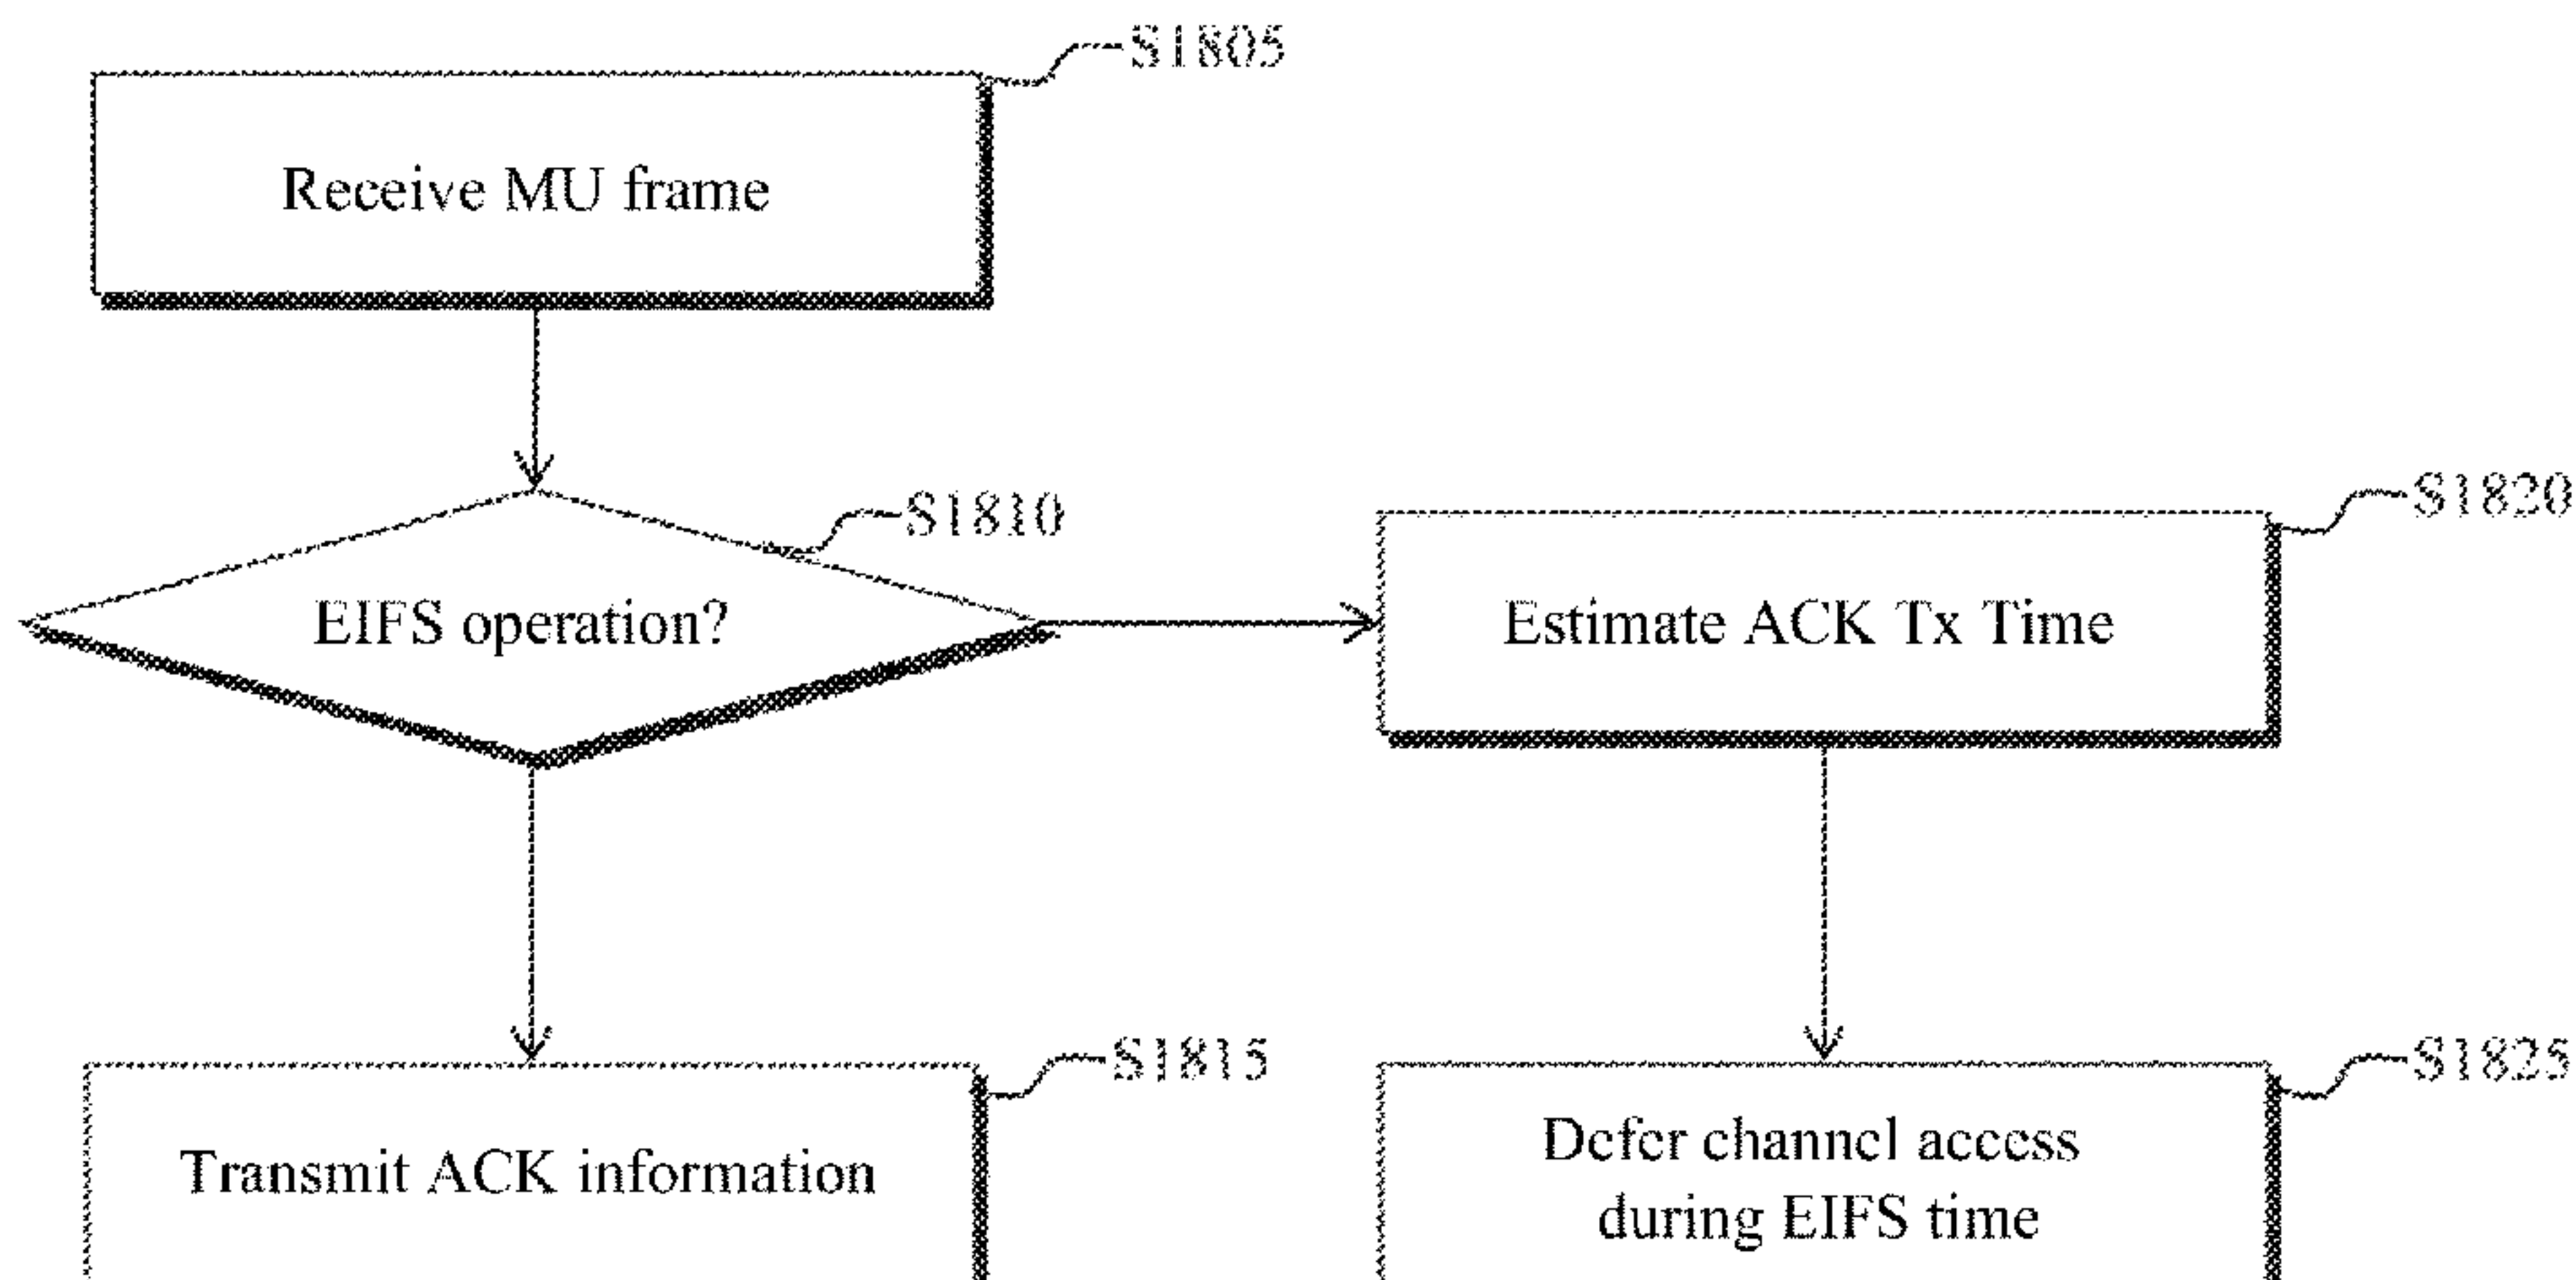 S1805
Receive MU frame
S1810
EIFS operation?
S1820
Estimate ACK Tx Time
S1815
Transmit ACK information
S1825
Defer channel access
during EIFS time